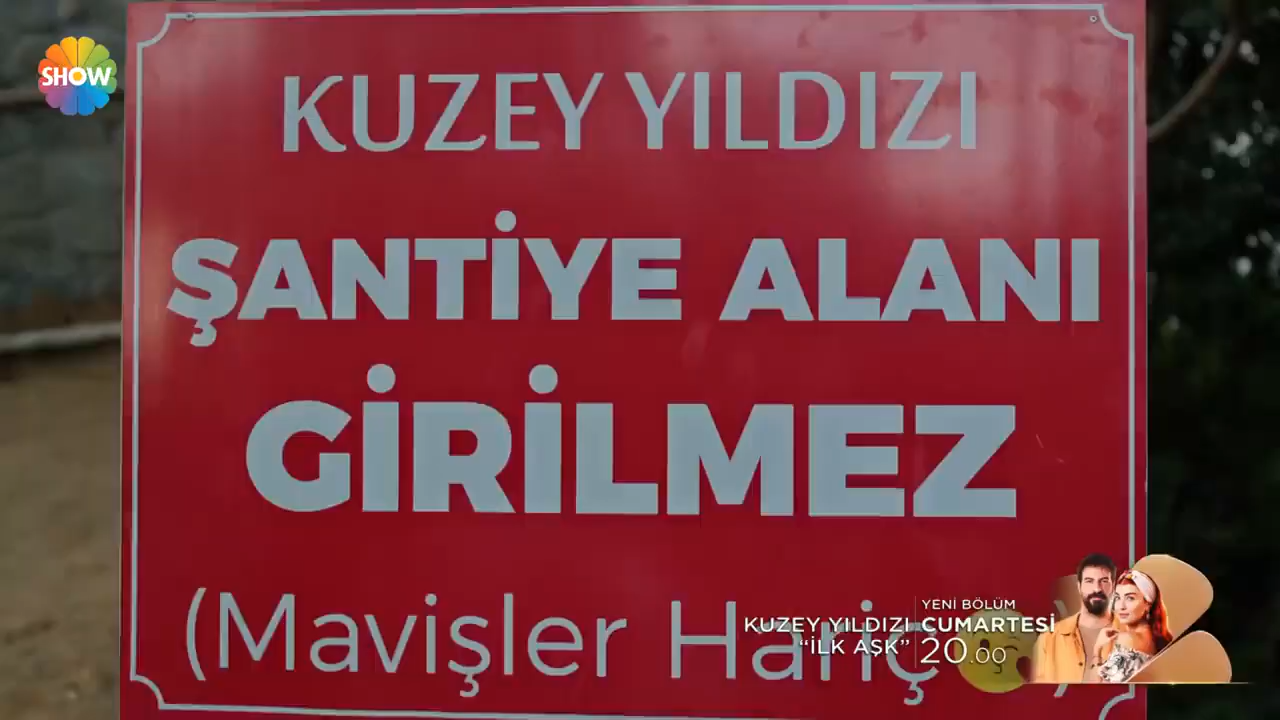 SHOW
KUZEY YILDIZI
ŞANTİYE ALANI
GİRİLMEZ
(Mavişler Hariç )
YENİ BÖLÜM
KUZEY YILDIZI CUMARTESİ
“İLK AŞK” 20.00